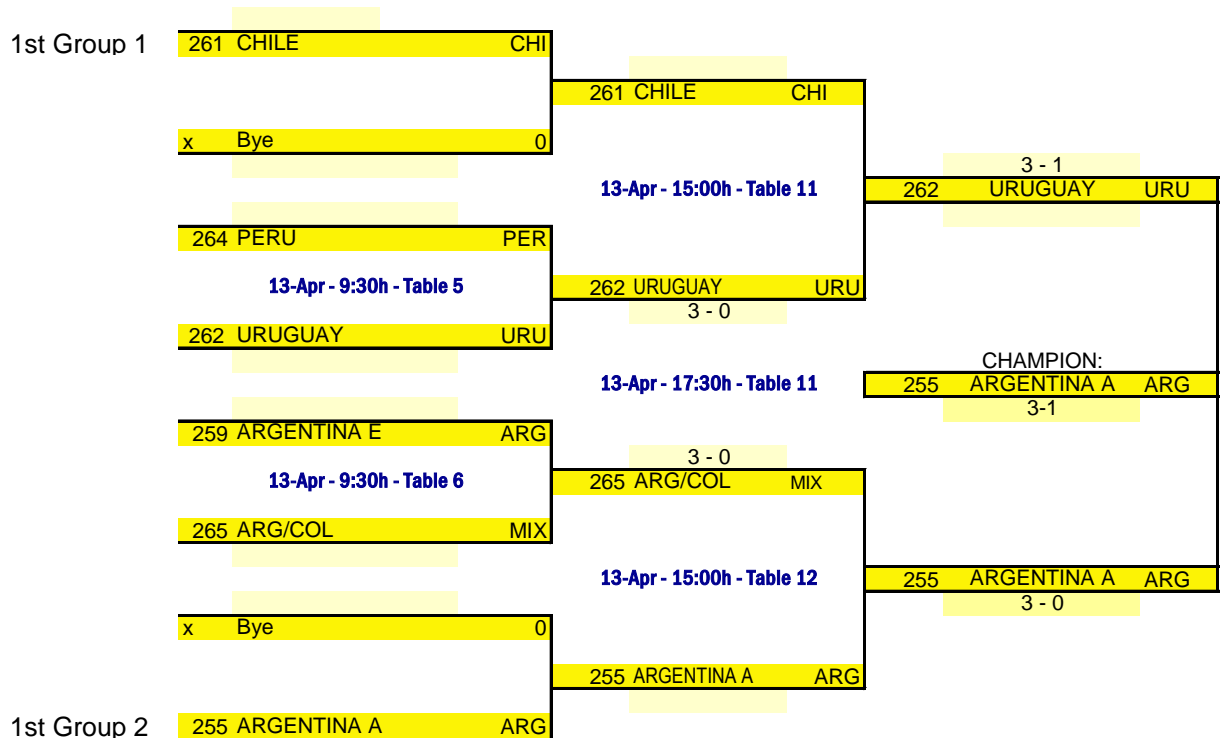 1st Group 1 261 CHILE CHI
261 CHILE CHI
x Bye 0
3 - 1
13-Apr - 15:00h - Table 11
262 URUGUAY URU
264 PERU PER
13-Apr - 9:30h - Table 5
262 URUGUAY URU
3 - 0
262 URUGUAY URU
CHAMPION:
13-Apr - 17:30h - Table 11
255 ARGENTINA A ARG
3-1
259 ARGENTINA E ARG
3 - 0
13-Apr - 9:30h - Table 6
265 ARG/COL MIX
265 ARG/COL MIX
13-Apr - 15:00h - Table 12
255 ARGENTINA A ARG
3 - 0
x Bye 0
255 ARGENTINA A ARG
1st Group 2 255 ARGENTINA A ARG